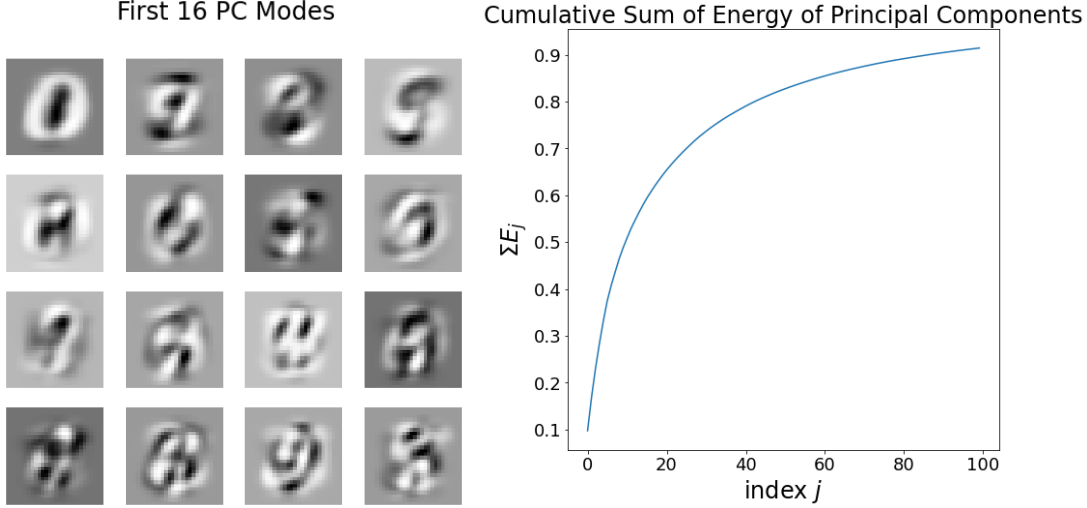 First 16 PC Modes
Cumulative Sum of Energy of Principal Components
0.9
0.8
0.7
0.6
0.5
0.4
0.3
0.2
0.1
ΣE_j
0 20 40 60 80 100
index j